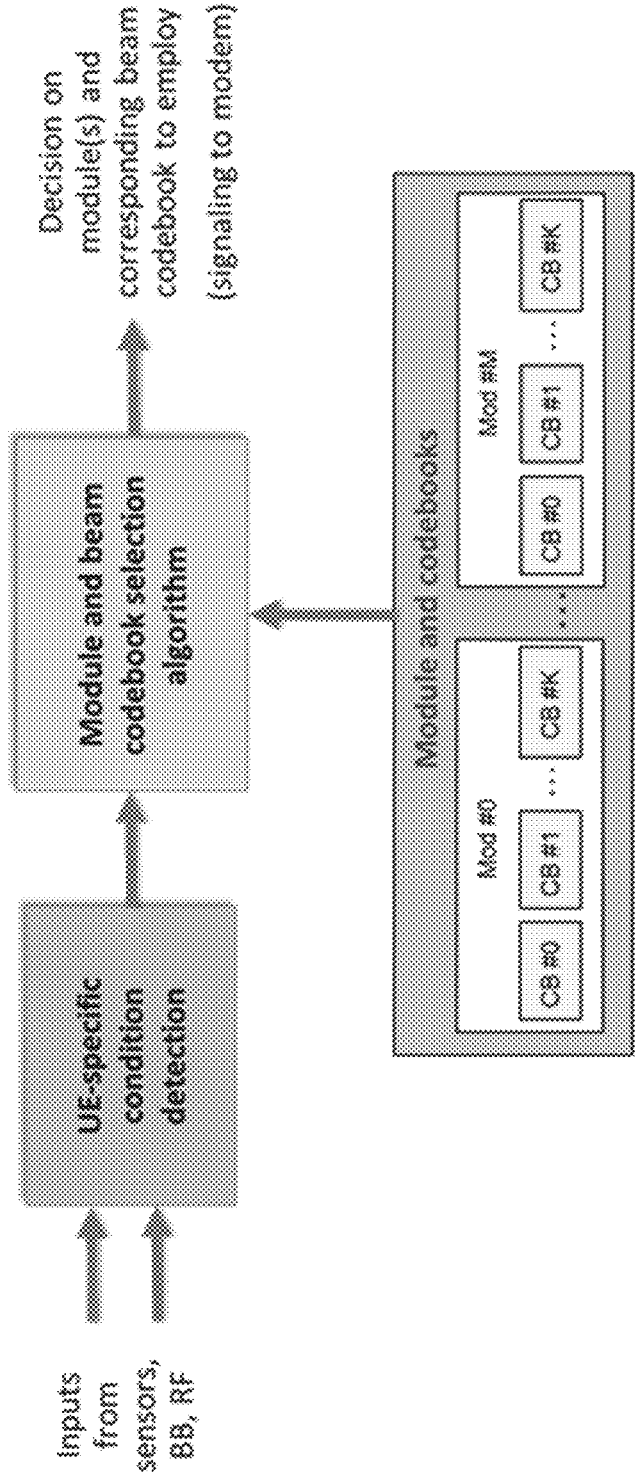 Inputs
from
sensors,
BB, RF
UE-specific
condition
detection
Module and beam
codebook selection
algorithm
Decision on
module(s) and
corresponding beam
codebook to employ
(signaling to modem)
Module and codebooks
Mod #0
CB #0 CB #1 ... CB #K
...
Mod #M
CB #0 CB #1 ... CB #K